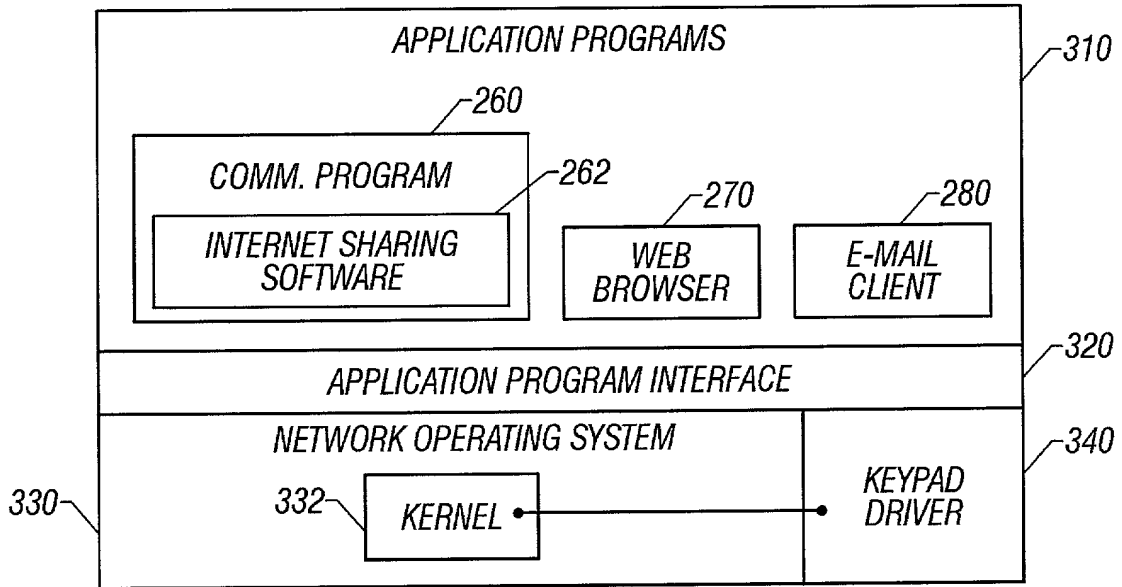 APPLICATION PROGRAMS
310
260
COMM. PROGRAM
262
INTERNET SHARING
SOFTWARE
270
WEB
BROWSER
280
E-MAIL
CLIENT
320
APPLICATION PROGRAM INTERFACE
NETWORK OPERATING SYSTEM
340
330
332
KERNEL
KEYPAD
DRIVER